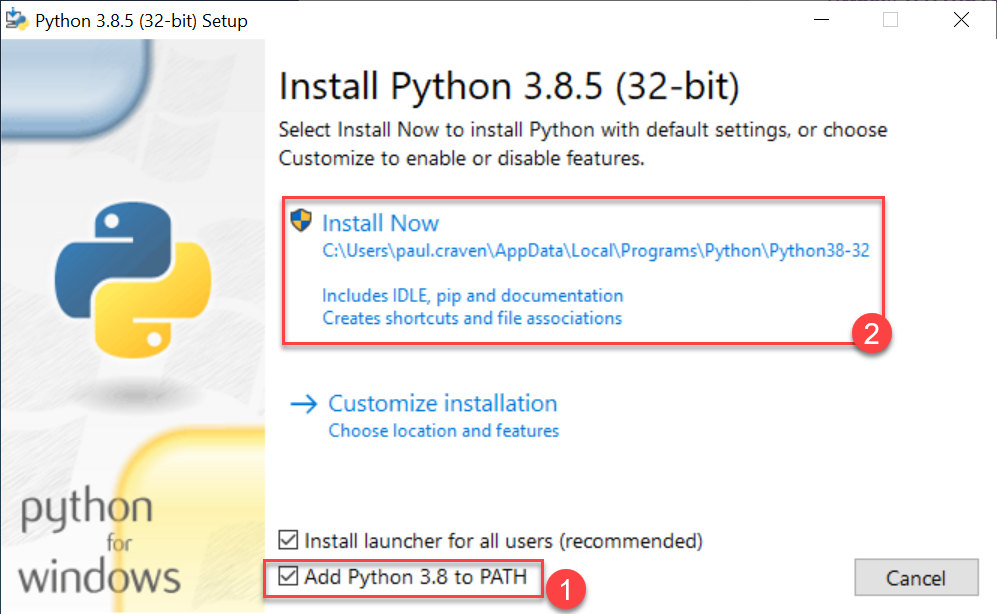 Python 3.8.5 (32-bit) Setup
Install Python 3.8.5 (32-bit)
Select Install Now to install Python with default settings, or choose
Customize to enable or disable features.
Install Now
C:\Users\paul.craven\AppData\Local\Programs\Python\Python38-32
Includes IDLE, pip and documentation
Creates shortcuts and file associations
2
Customize installation
Choose location and features
python
for
windows
Install launcher for all users (recommended)
Add Python 3.8 to PATH
1
Cancel